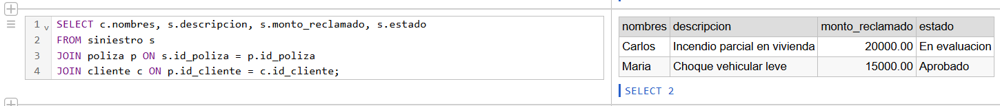 1 SELECT c.nombres, s.descripcion, s.monto_reclamado, s.estado
2 FROM siniestro s
3 JOIN poliza p ON s.id_poliza = p.id_poliza
4 JOIN cliente c ON p.id_cliente = c.id_cliente;
nombres descripcion monto_reclamado estado
Carlos Incendio parcial en vivienda 20000.00 En evaluacion
Maria Choque vehicular leve 15000.00 Aprobado
SELECT 2